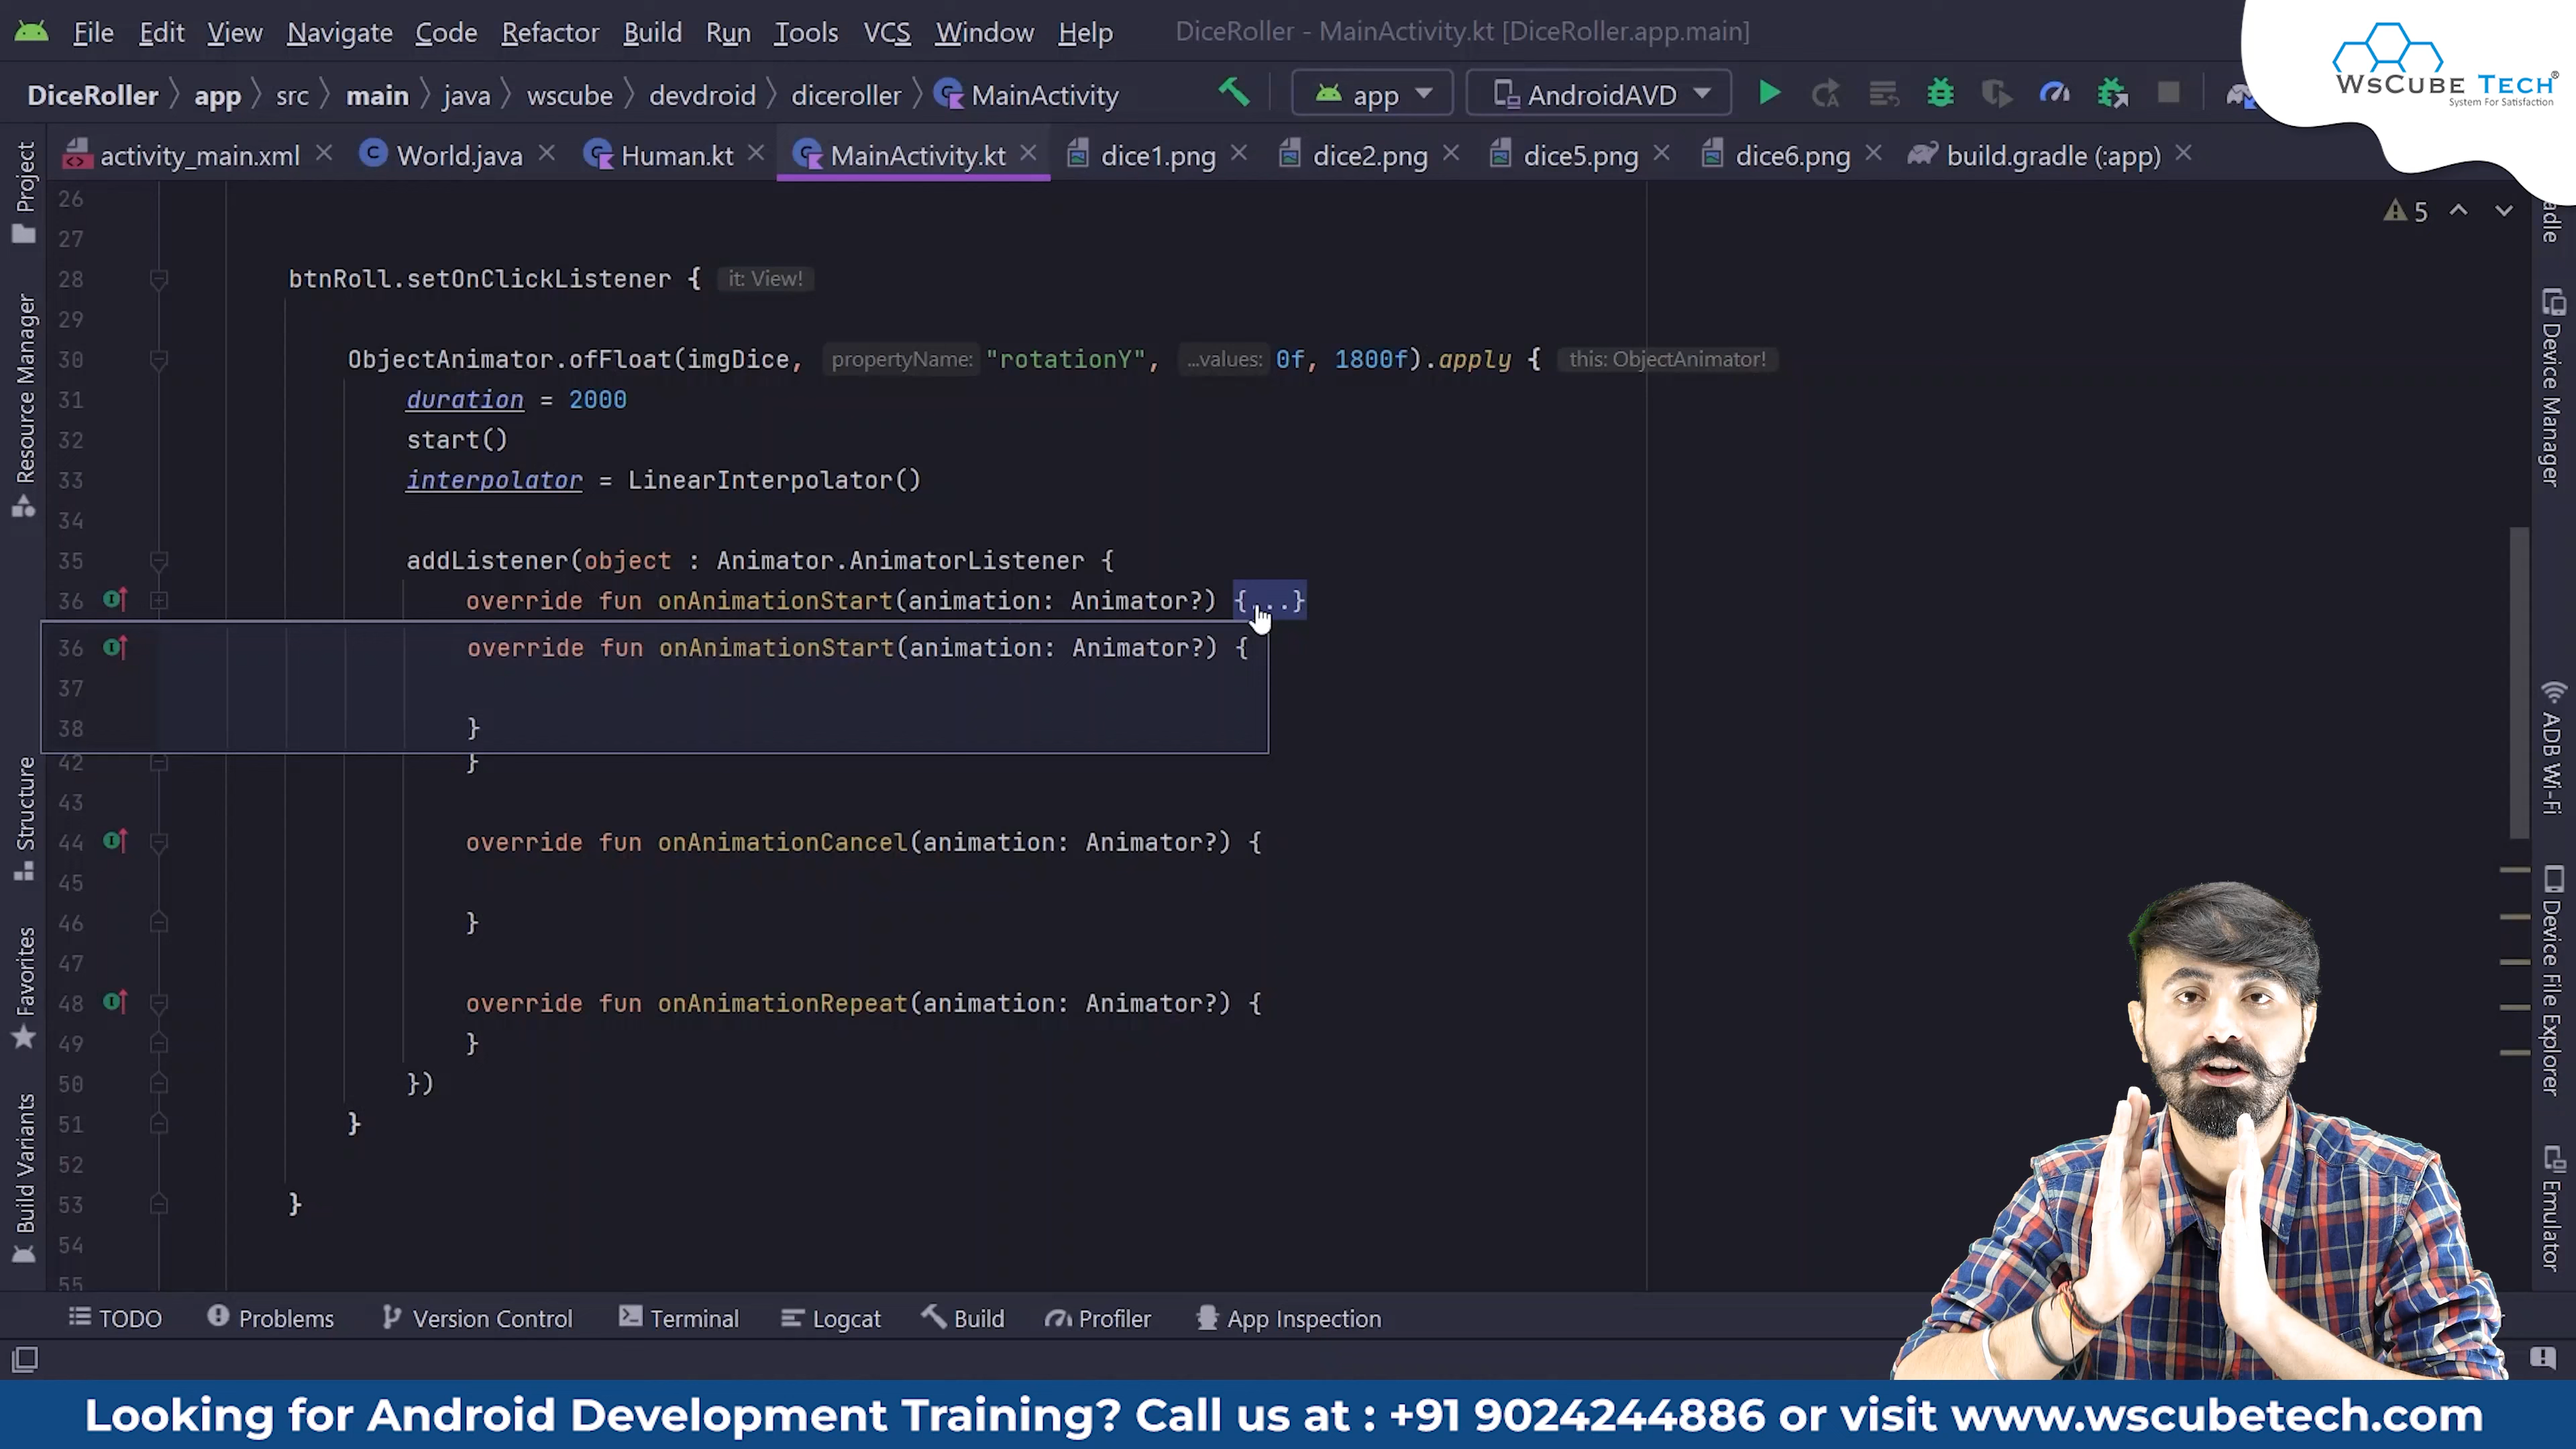 File Edit View Navigate Code Refactor Build Run Tools VCS Window Help DiceRoller - MainActivity.kt [DiceRoller.app.main]
WsCube Tech®
System For Satisfaction
DiceRoller app src main java wscube devdroid diceroller MainActivity app AndroidAVD
activity_main.xml World.java Human.kt MainActivity.kt dice1.png dice2.png dice5.png dice6.png build.gradle (:app)
Project
Resource Manager
Structure
Favorites
Build Variants
26
5
27
28 btnRoll.setOnClickListener { it: View!
29
30 ObjectAnimator.ofFloat(imgDice, propertyName: "rotationY", ...values: 0f, 1800f).apply { this: ObjectAnimator!
31 duration = 2000
32 start()
33 interpolator = LinearInterpolator()
34
35 addListener(object : Animator.AnimatorListener {
36 override fun onAnimationStart(animation: Animator?) {...}
36 override fun onAnimationStart(animation: Animator?) {
37
38 }
42 }
43
44 override fun onAnimationCancel(animation: Animator?) {
45
46 }
47
48 override fun onAnimationRepeat(animation: Animator?) {
49 }
50 })
51 }
52
53 }
54
55
Device Manager
ADB Wi-Fi
Device File Explorer
Emulator
TODO Problems Version Control Terminal Logcat Build Profiler App Inspection
Looking for Android Development Training? Call us at : +91 9024244886 or visit www.wscubetech.com